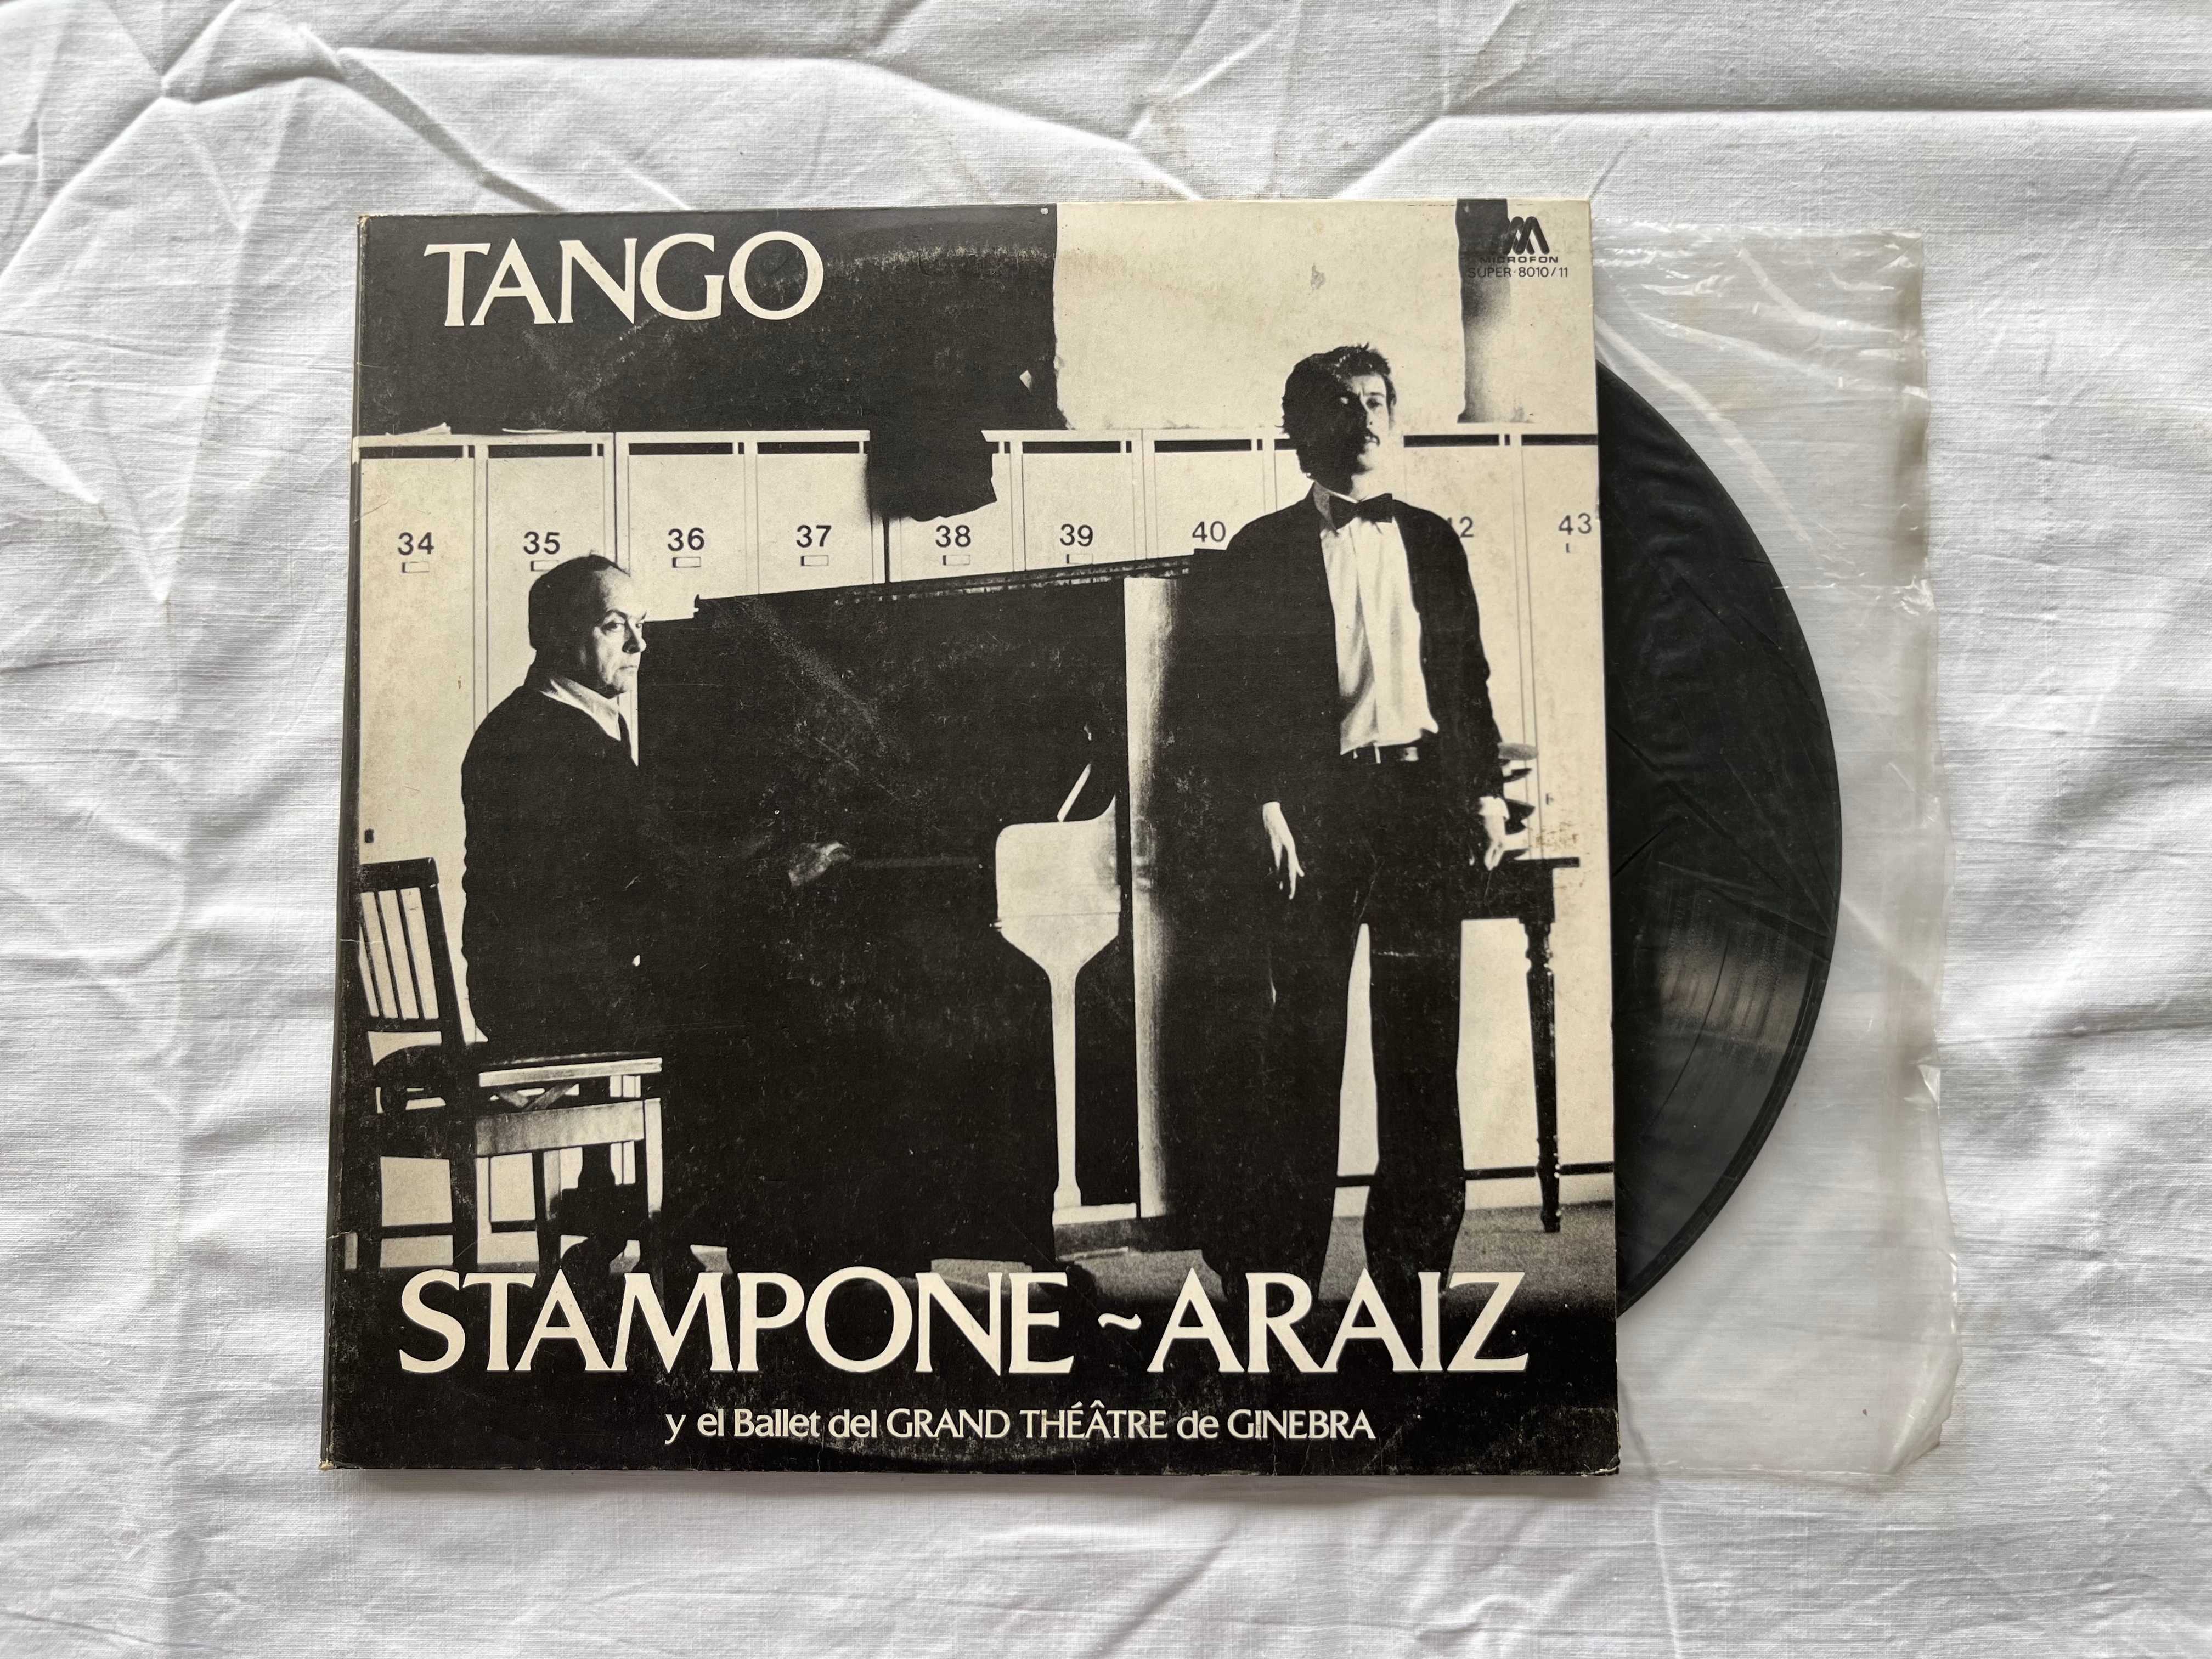 TANGO
MICROFON
SUPER-8010/11
34 35 36 37 38 39 40 42 43
STAMPONE ~ ARAIZ
y el Ballet del GRAND THÉÂTRE de GINEBRA